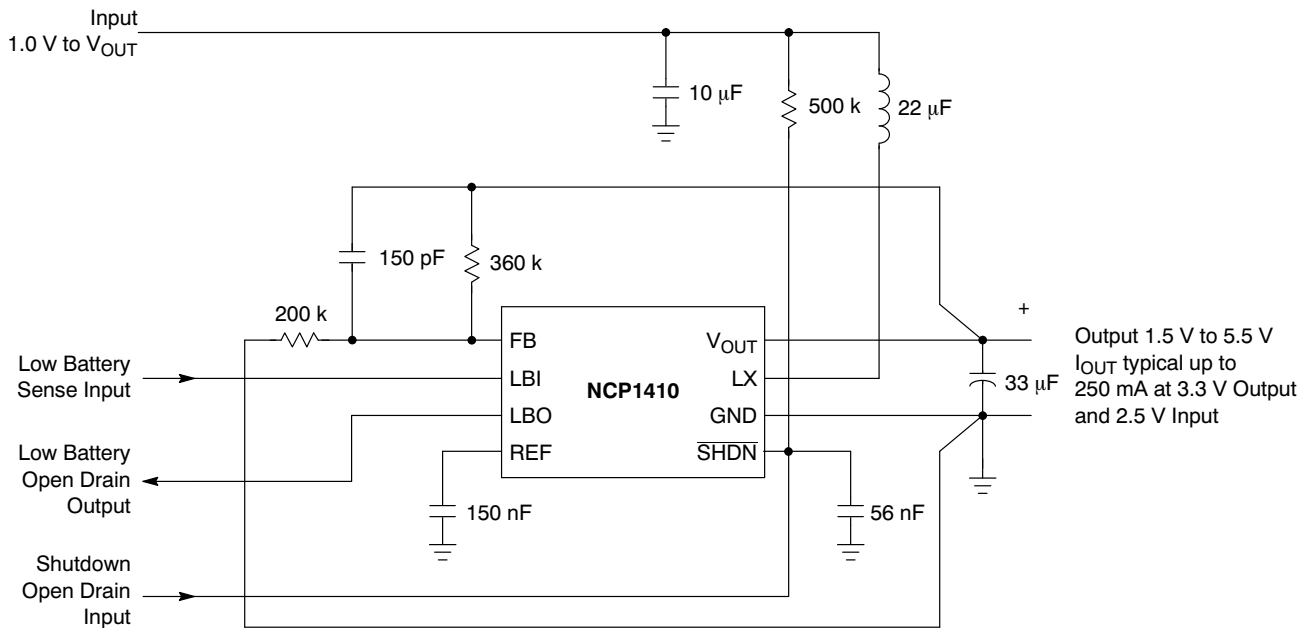 Input
1.0 V to VOUT
10 μF
500 k
22 μF
150 pF
360 k
200 k
+
FB
VOUT
Low Battery
Sense Input
LBI
NCP1410
LX
33 μF
Output 1.5 V to 5.5 V
IOUT typical up to
250 mA at 3.3 V Output
and 2.5 V Input
LBO
GND
Low Battery
Open Drain
Output
REF
SHDN
150 nF
56 nF
Shutdown
Open Drain
Input